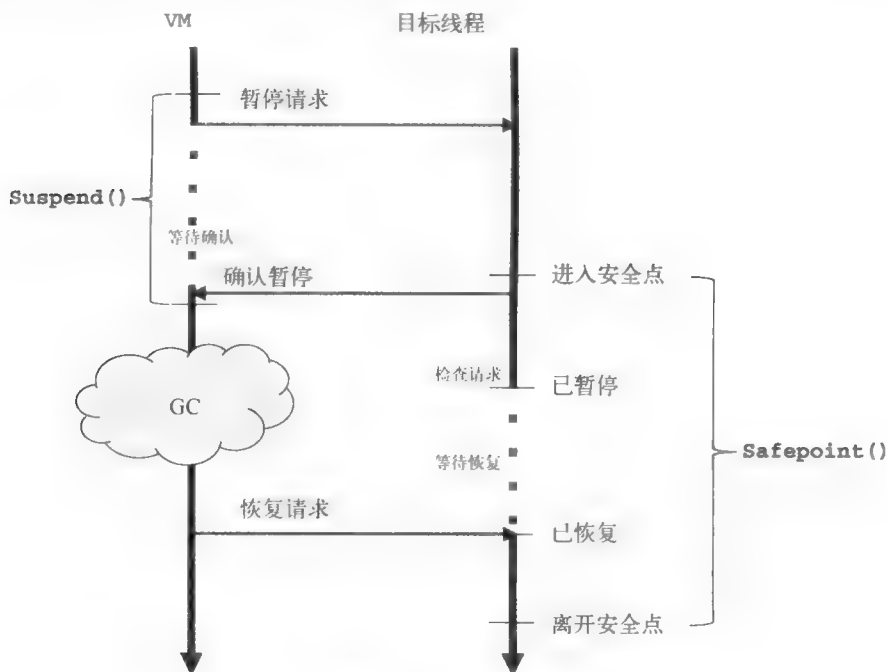 VM
目标线程
暂停请求
Suspend()
等待确认
确认暂停
进入安全点
检查请求
已暂停
GC
等待恢复
Safepoint()
恢复请求
已恢复
离开安全点